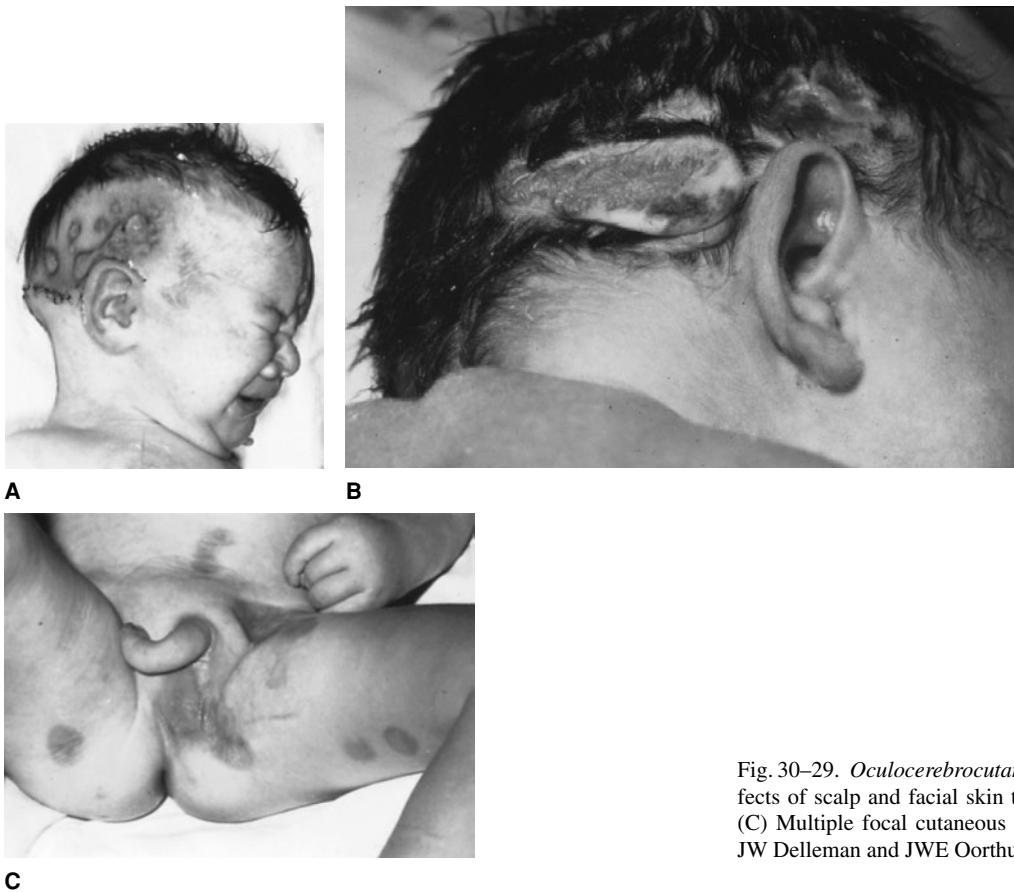 A
B
C
Fig. 30–29. Oculocerebrocutan
fects of scalp and facial skin t
(C) Multiple focal cutaneous
JW Delleman and JWE Oorthu